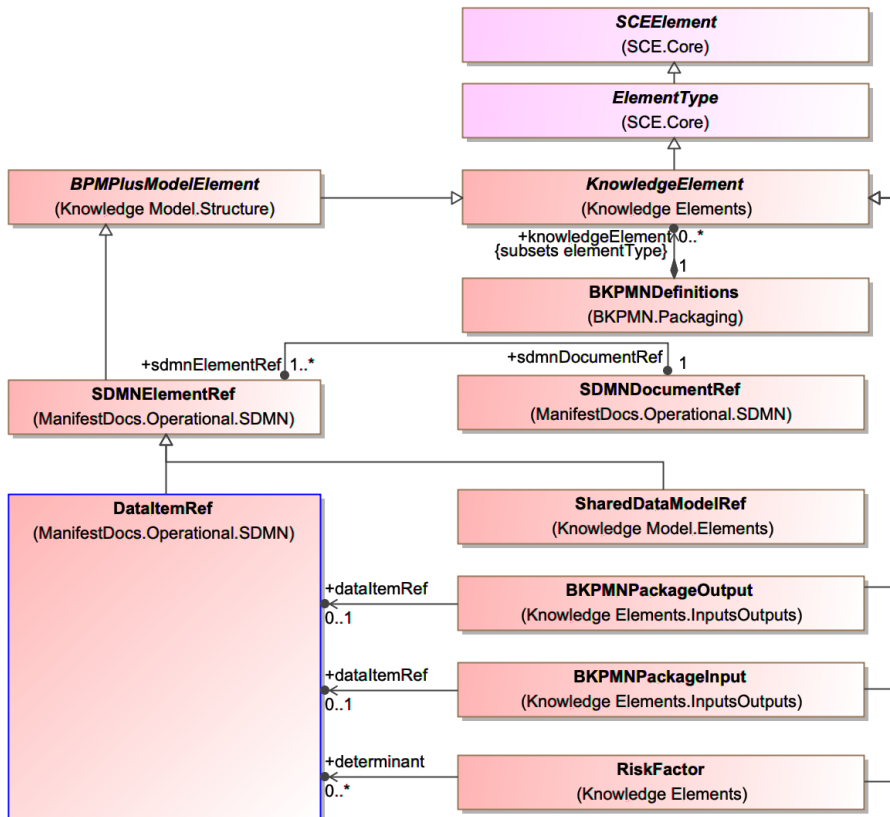 SCEElement
(SCE.Core)
ElementType
(SCE.Core)
BPMPlusModelElement
(Knowledge Model.Structure)
KnowledgeElement
(Knowledge Elements)
+knowledgeElement 0..*
{subsets elementType}
1
BKPMNDefinitions
(BKPMN.Packaging)
+sdmnElementRef 1..*
+sdmnDocumentRef 1
SDMNElementRef
(ManifestDocs.Operational.SDMN)
SDMNDocumentRef
(ManifestDocs.Operational.SDMN)
DataItemRef
(ManifestDocs.Operational.SDMN)
SharedDataModelRef
(Knowledge Model.Elements)
+dataItemRef
0..1
BKPMNPackageOutput
(Knowledge Elements.InputsOutputs)
+dataItemRef
0..1
BKPMNPackageInput
(Knowledge Elements.InputsOutputs)
+determinant
0..*
RiskFactor
(Knowledge Elements)